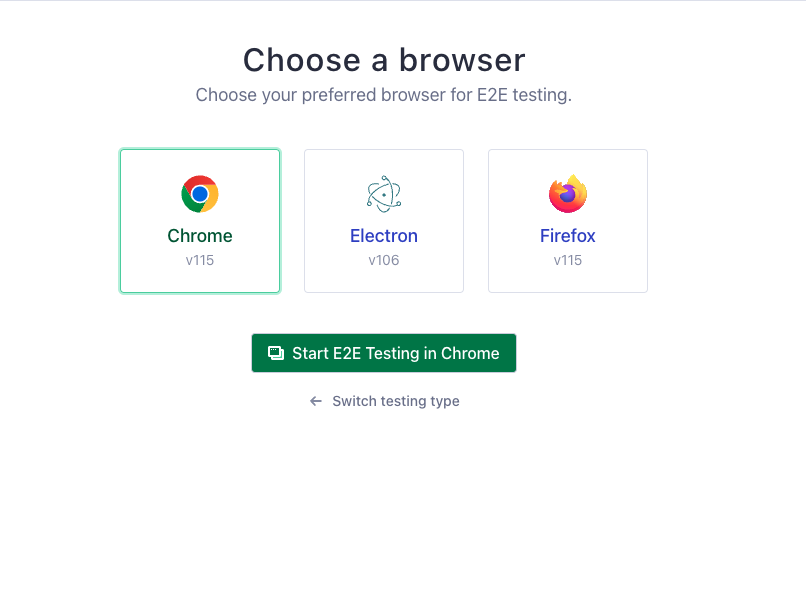 Choose a browser
Choose your preferred browser for E2E testing.
Chrome
v115
Electron
v106
Firefox
v115
Start E2E Testing in Chrome
← Switch testing type